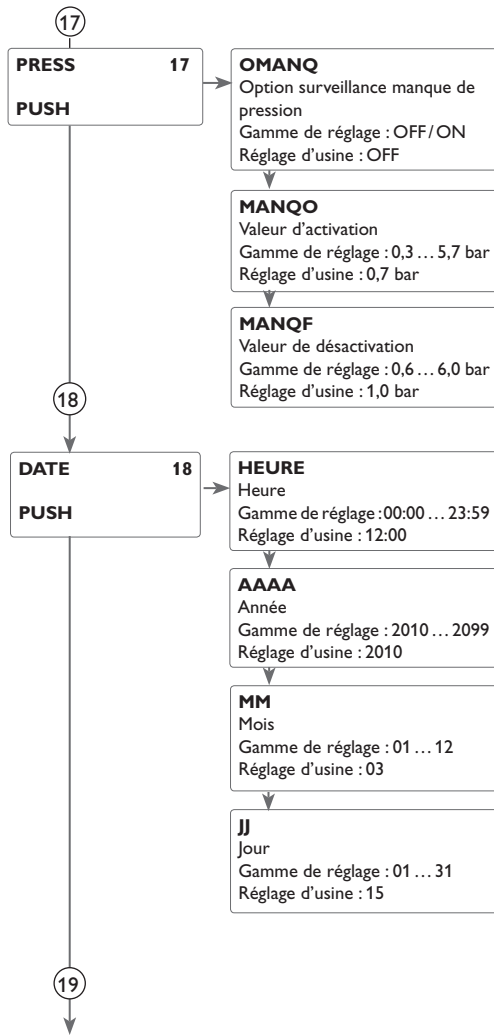 17
PRESS 17
PUSH
OMANQ
Option surveillance manque de
pression
Gamme de réglage : OFF/ON
Réglage d'usine : OFF
MANQO
Valeur d'activation
Gamme de réglage : 0,3 … 5,7 bar
Réglage d'usine : 0,7 bar
MANQF
Valeur de désactivation
Gamme de réglage : 0,6 … 6,0 bar
Réglage d'usine : 1,0 bar
18
DATE 18
PUSH
HEURE
Heure
Gamme de réglage :00:00 … 23:59
Réglage d'usine : 12:00
AAAA
Année
Gamme de réglage : 2010 … 2099
Réglage d'usine : 2010
MM
Mois
Gamme de réglage : 01 … 12
Réglage d'usine : 03
JJ
Jour
Gamme de réglage : 01 … 31
Réglage d'usine : 15
19